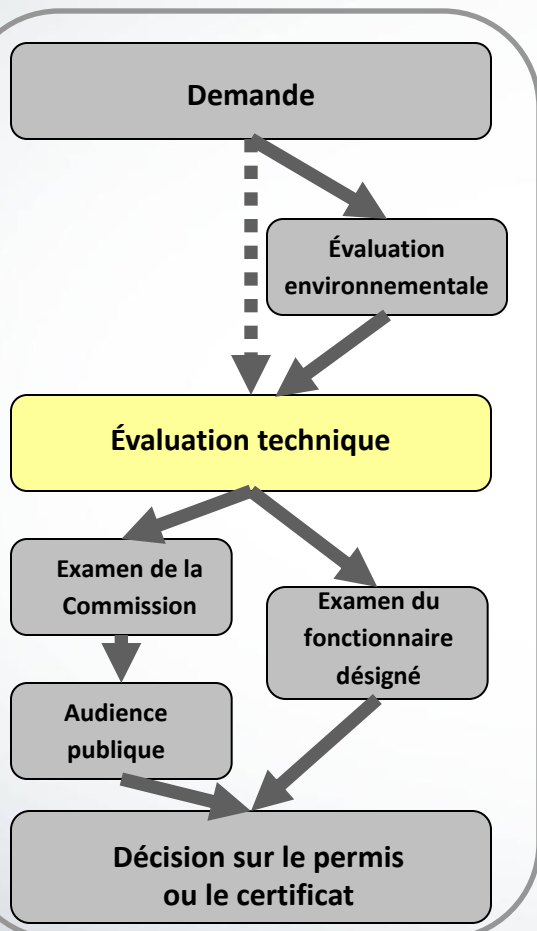 Demande
Évaluation
environnementale
Évaluation technique
Examen de la
Commission
Examen du
fonctionnaire
désigné
Audience
publique
Décision sur le permis
ou le certificat